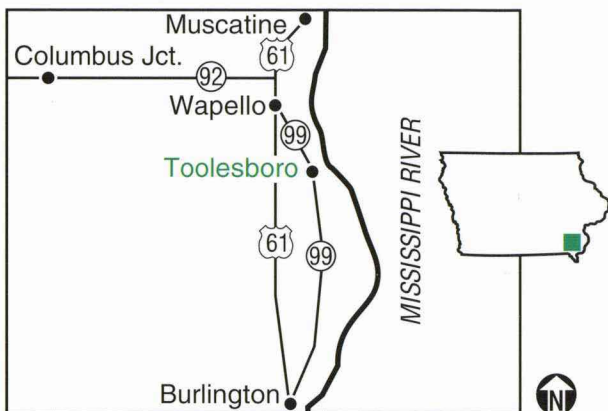 Muscatine
Columbus Jct.
61
92
Wapello
99
Toolesboro
61
99
MISSISSIPPI RIVER
Burlington
N